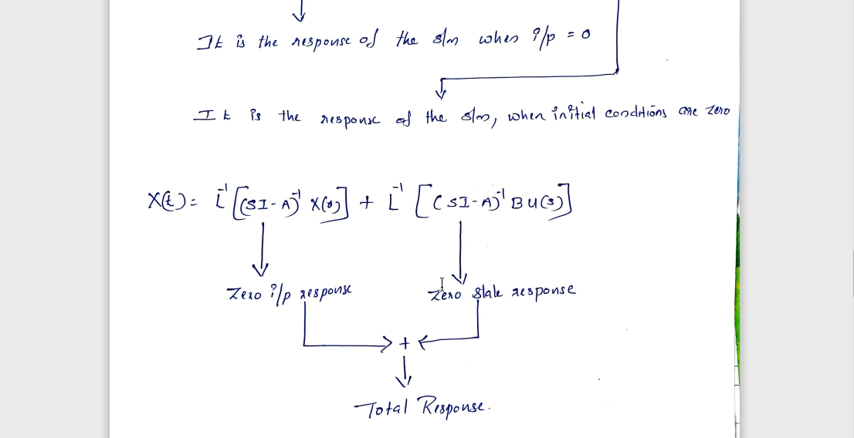 It is the response of the s/m when i/p = 0
It is the response of the s/m, when initial conditions are zero
X(t) = L⁻¹[(SI-A)⁻¹ X(0)] + L⁻¹[(SI-A)⁻¹ B U(s)]
Zero i/p response
Zero state response
+
Total Response.